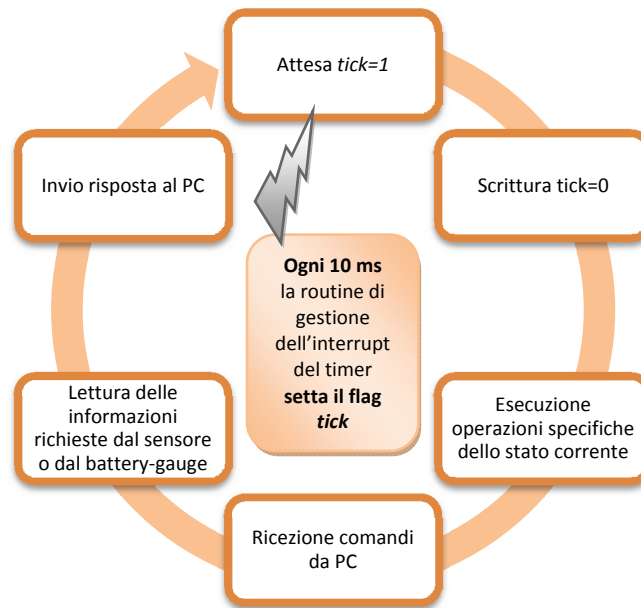 Attesa tick=1
Scrittura tick=0
Esecuzione
operazioni specifiche
dello stato corrente
Ricezione comandi
da PC
Lettura delle
informazioni
richieste dal sensore
o dal battery-gauge
Invio risposta al PC
Ogni 10 ms
la routine di
gestione
dell'interrupt
del timer
setta il flag
tick